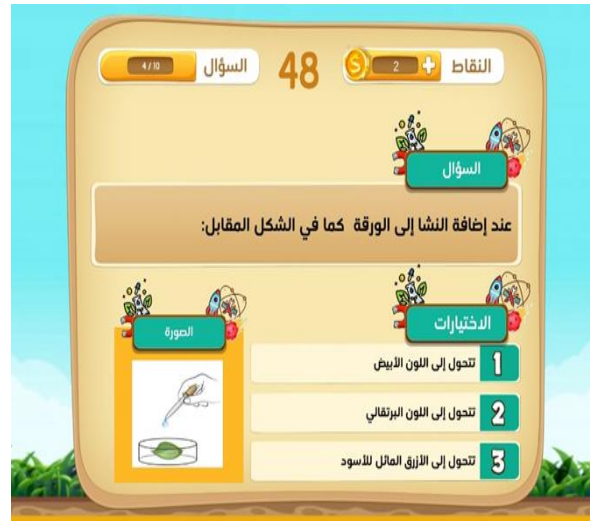 النقاط 2 48 السؤال 4/10
السؤال
عند إضافة النشا إلى الورقة كما في الشكل المقابل:
الاختيارات
الصورة
1 تتحول إلى اللون الأبيض
2 تتحول إلى اللون البرتقالي
3 تتحول إلى الأزرق المائل للأسود